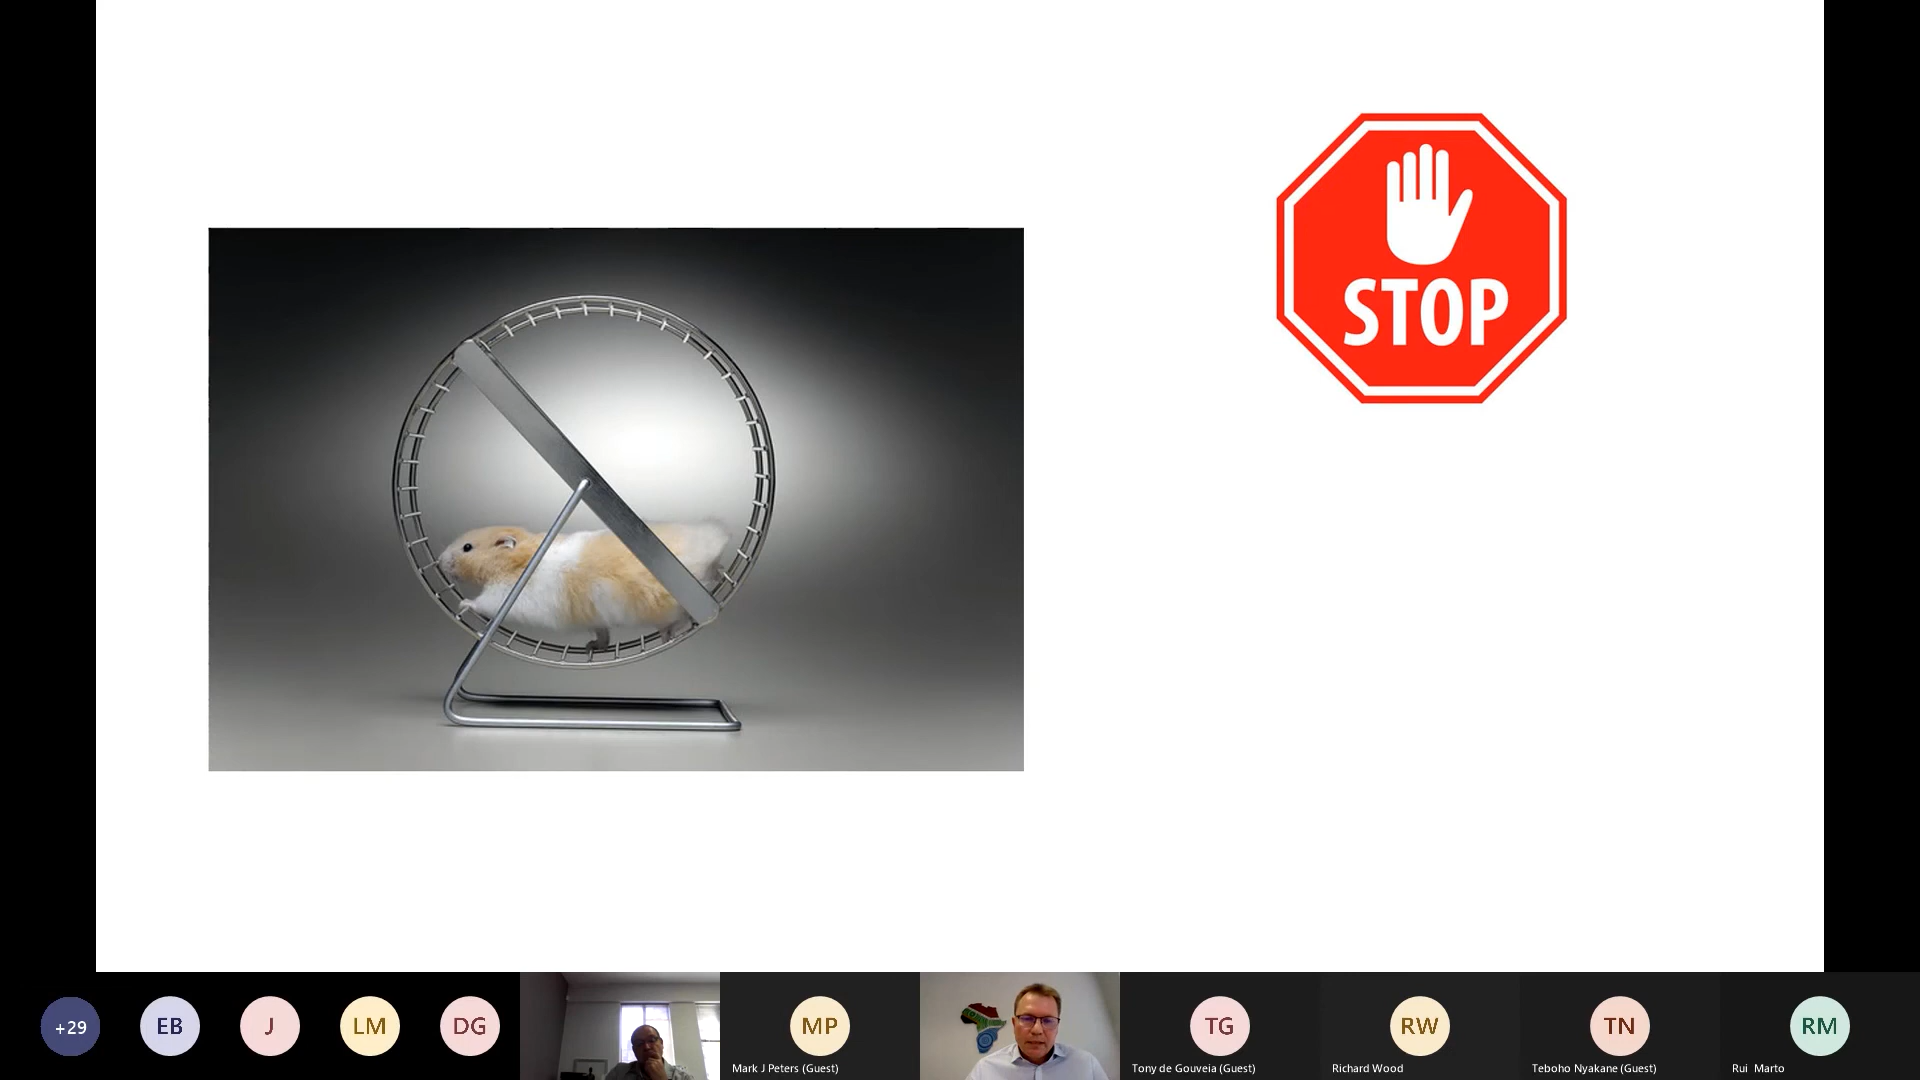 STOP
+29
EB
J
LM
DG
MP
Mark J Peters (Guest)
TG
Tony de Gouveia (Guest)
RW
Richard Wood
TN
Teboho Nyakane (Guest)
RM
Rui Marto